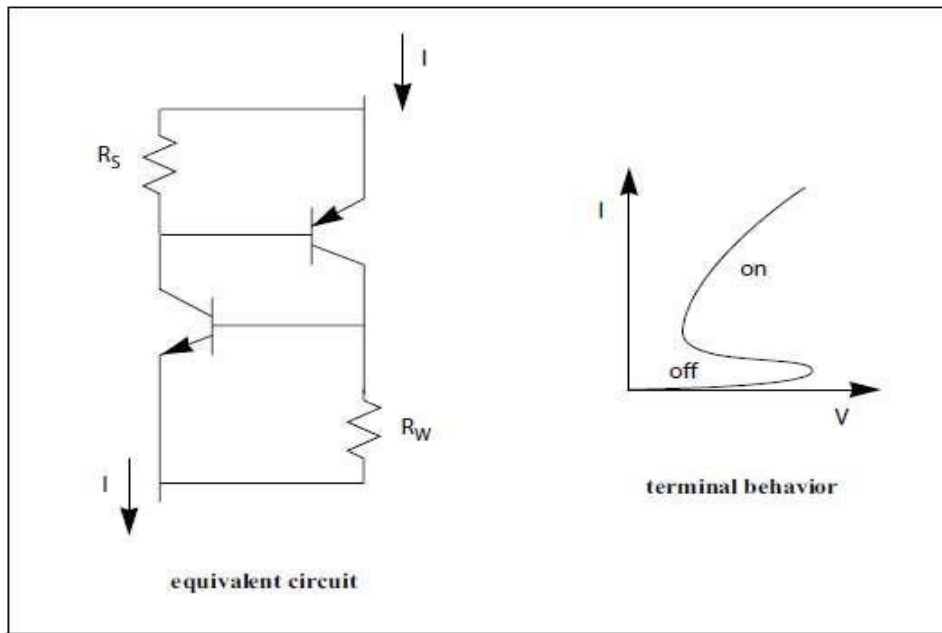 I
R_S
R_W
I
equivalent circuit
I
on
off
V
terminal behavior